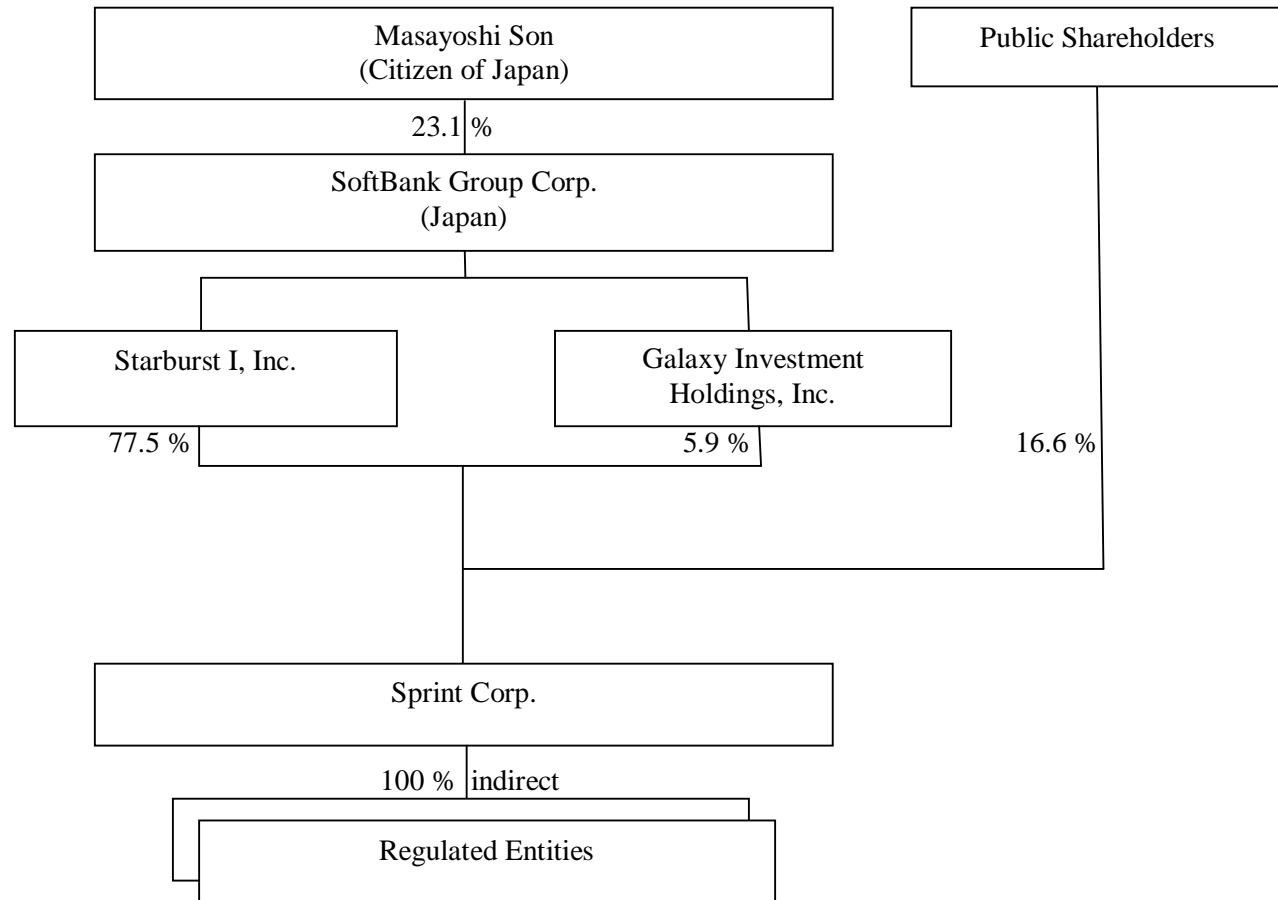 Masayoshi Son
(Citizen of Japan)
Public Shareholders
23.1 %
SoftBank Group Corp.
(Japan)
Starburst I, Inc.
Galaxy Investment
Holdings, Inc.
77.5 %
5.9 %
16.6 %
Sprint Corp.
100 % indirect
Regulated Entities